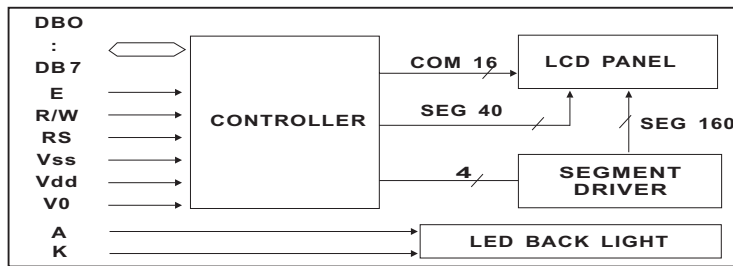 DBO
:
DB7
E
R/W
RS
Vss
Vdd
V0
A
K
CONTROLLER
COM 16
SEG 40
4
LCD PANEL
SEG 160
SEGMENT
DRIVER
LED BACK LIGHT